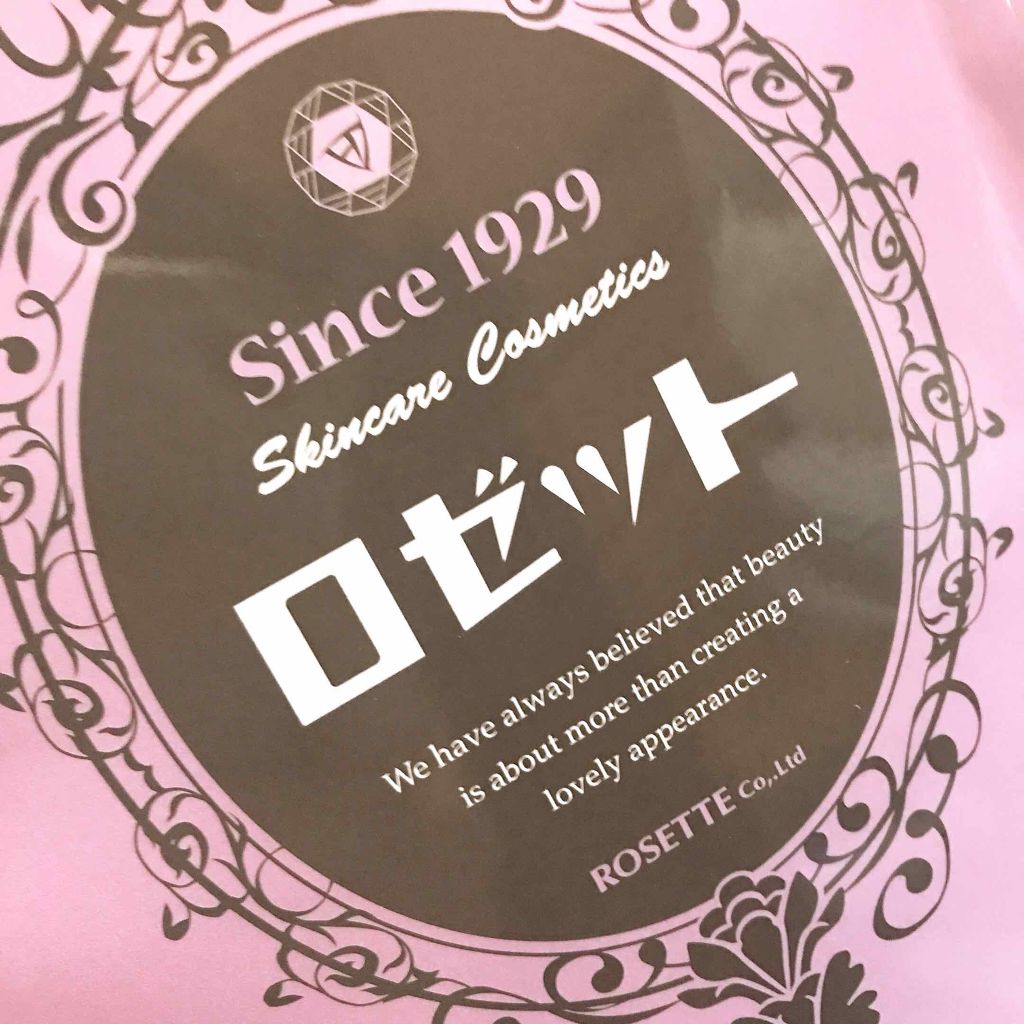 Since 1929
Skincare Cosmetics
ロゼット
We have always believed that beauty
is about more than creating a
lovely appearance.
ROSETTE Co,.Ltd